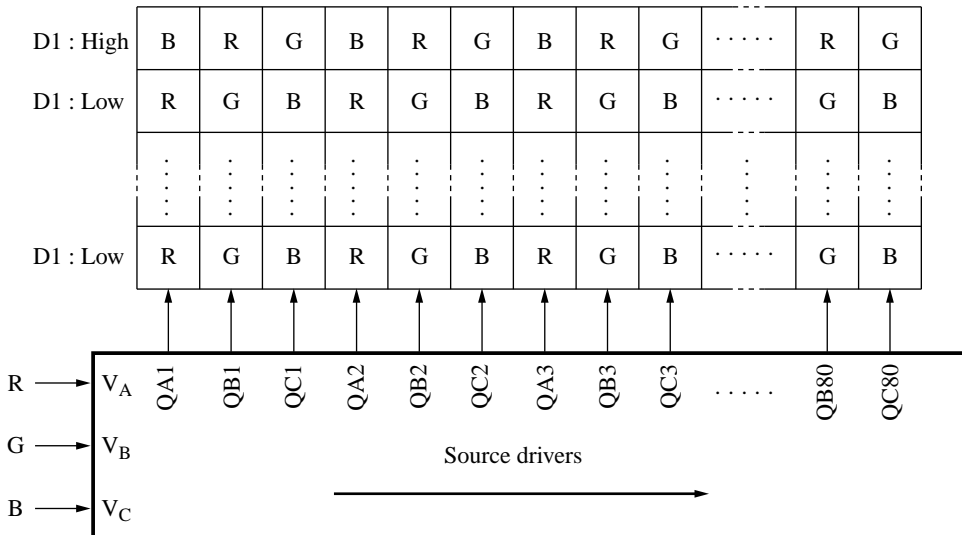 D1 : High B R G B R G B R G ····· R G
D1 : Low R G B R G B R G B ····· G B
D1 : Low R G B R G B R G B ····· G B
QA1 QB1 QC1 QA2 QB2 QC2 QA3 QB3 QC3 ····· QB80 QC80
R V_A
G V_B
Source drivers
B V_C